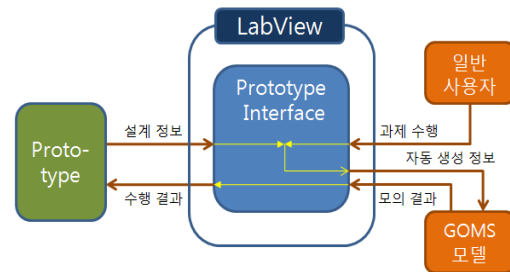 LabView
Prototype
Interface
Proto-
type
설계 정보
수행 결과
일반
사용자
과제 수행
자동 생성 정보
모의 결과
GOMS
모델